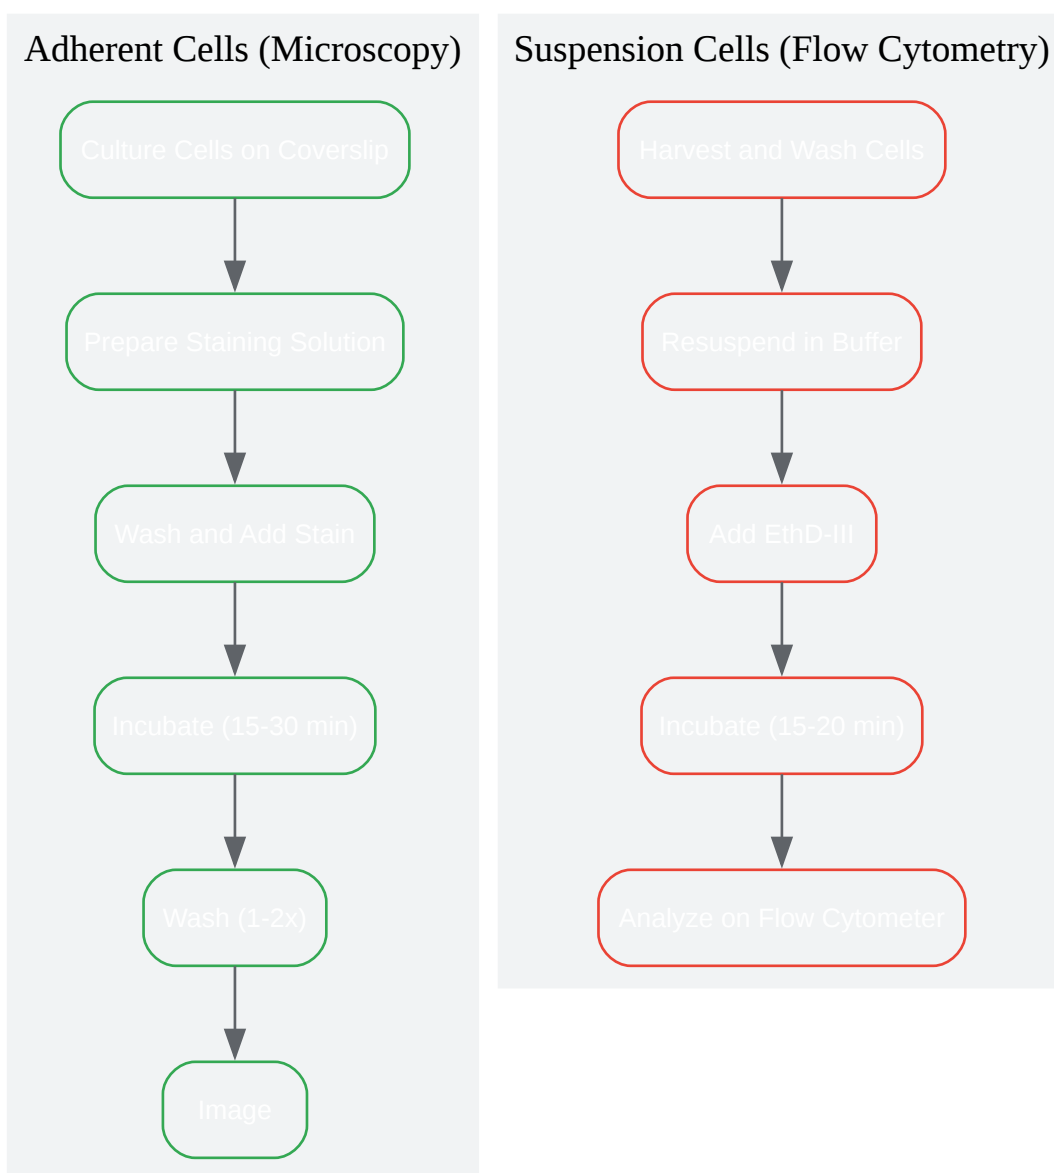 Adherent Cells (Microscopy)
Culture Cells on Coverslip
Prepare Staining Solution
Wash and Add Stain
Incubate (15-30 min)
Wash (1-2x)
Image
Suspension Cells (Flow Cytometry)
Harvest and Wash Cells
Resuspend in Buffer
Add EthD-III
Incubate (15-20 min)
Analyze on Flow Cytometer